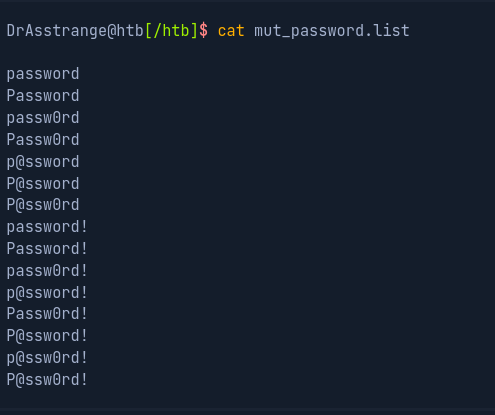 DrAsstrange@htb[/htb]$ cat mut_password.list
password
Password
passw0rd
Passw0rd
p@ssword
P@ssword
P@ssw0rd
password!
Password!
passw0rd!
p@ssword!
Passw0rd!
P@ssword!
p@ssw0rd!
P@ssw0rd!